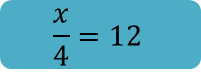 x/4 = 12